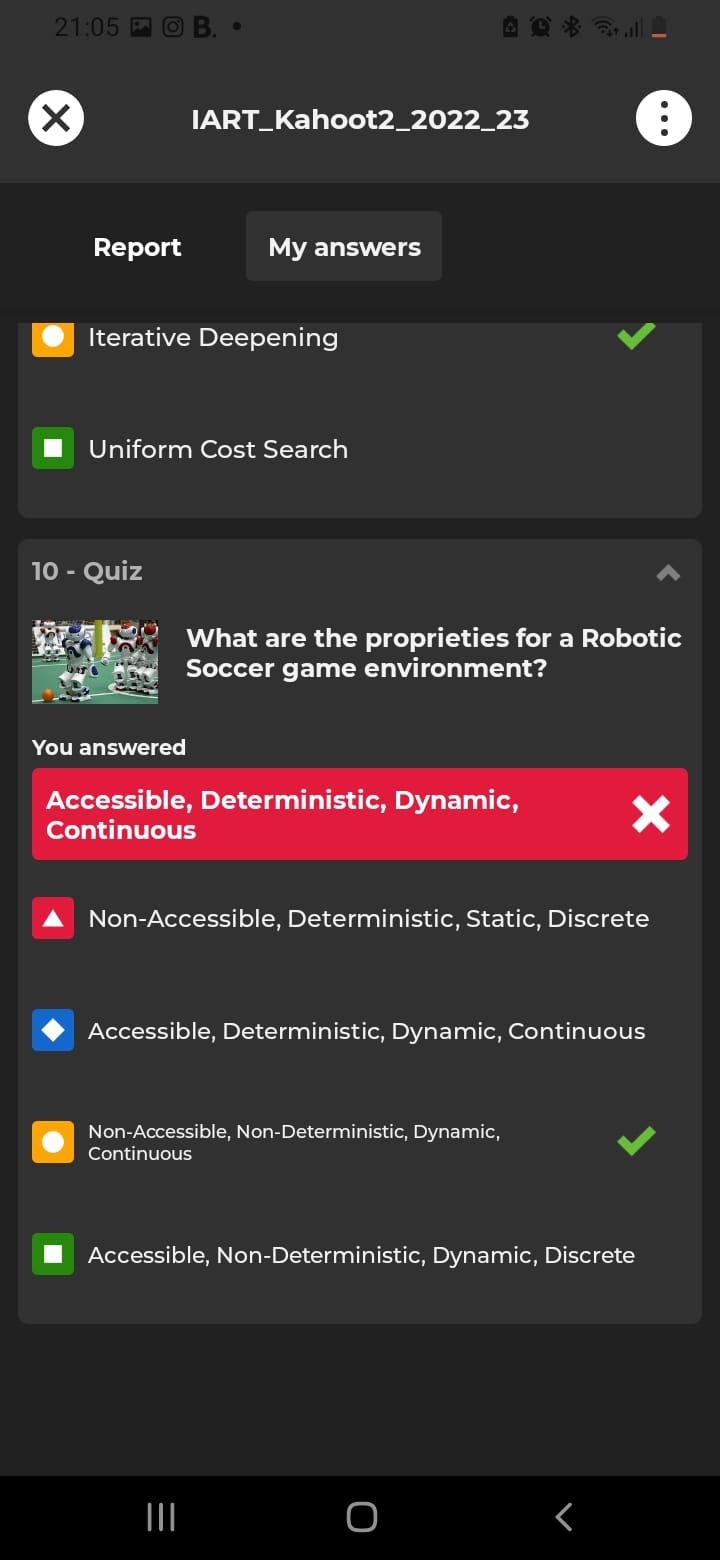 21:05 B.
IART_Kahoot2_2022_23
Report My answers
Iterative Deepening
Uniform Cost Search
10 - Quiz
What are the proprieties for a Robotic
Soccer game environment?
You answered
Accessible, Deterministic, Dynamic,
Continuous
Non-Accessible, Deterministic, Static, Discrete
Accessible, Deterministic, Dynamic, Continuous
Non-Accessible, Non-Deterministic, Dynamic,
Continuous
Accessible, Non-Deterministic, Dynamic, Discrete